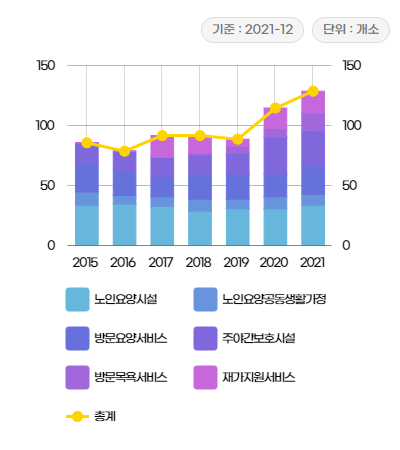 기준 : 2021-12 단위 : 개소
150 150
100 100
50 50
0 0
2015 2016 2017 2018 2019 2020 2021
노인요양시설 노인요양공동생활가정
방문요양서비스 주야간보호시설
방문목욕서비스 재가지원서비스
총계